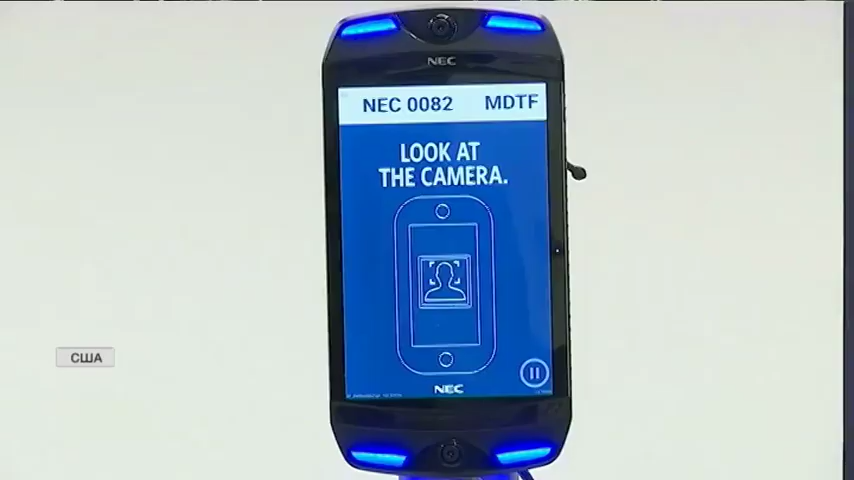 NEC
NEC 0082 MDTF
LOOK AT
THE CAMERA.
США
NEC